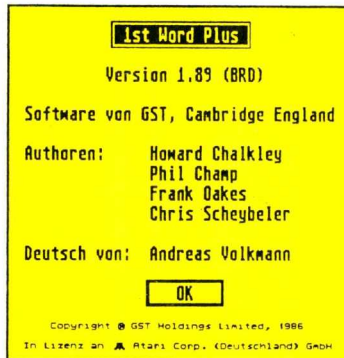 1st Word Plus
Version 1.89 (BRD)
Software von GST, Cambridge England
Authoren: Howard Chalkley
Phil Champ
Frank Oakes
Chris Scheybeler
Deutsch von: Andreas Volkmann
OK
Copyright @ GST Holdings Limited, 1986
In Lizenz an Atari Corp. (Deutschland) GmbH